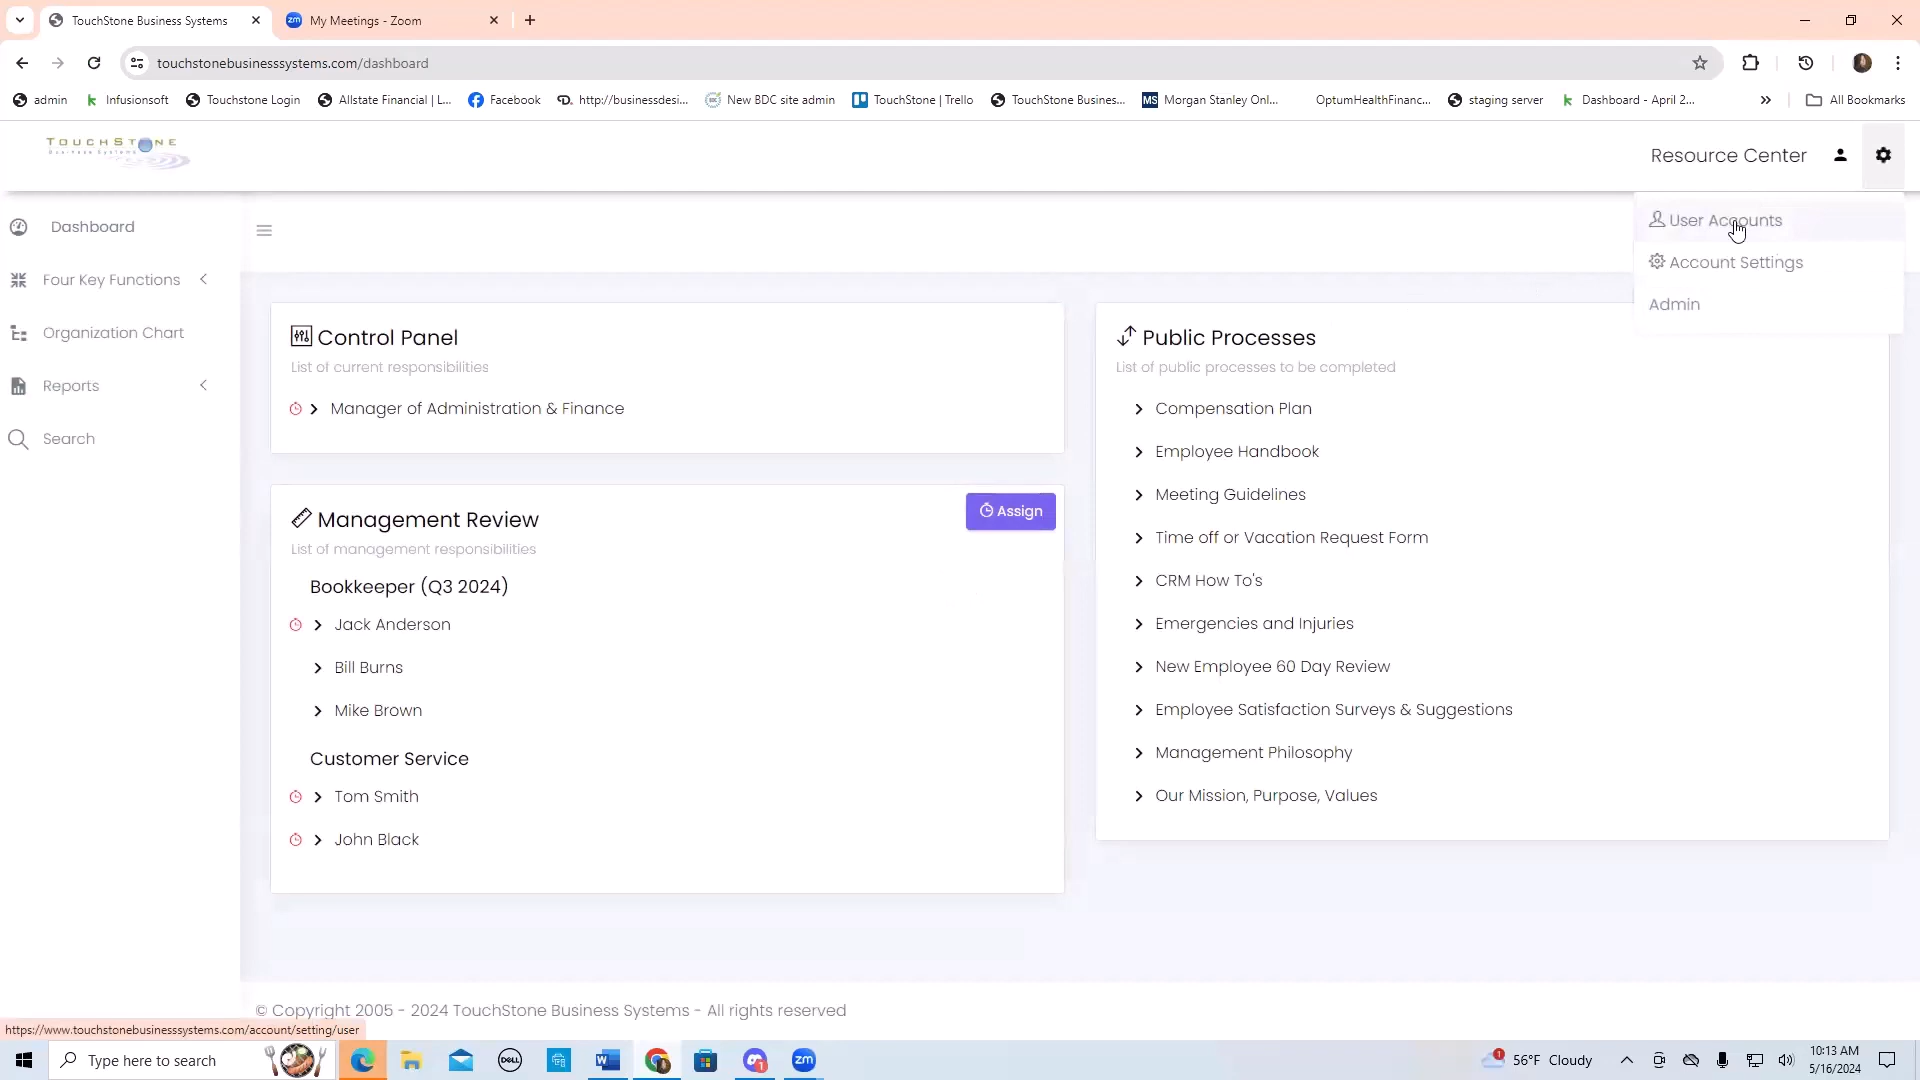 TouchStone Business Systems
My Meetings - Zoom
touchstonebusinesssystems.com/dashboard
admin
Infusionsoft
Touchstone Login
Allstate Financial | L...
Facebook
http://businessdesi...
New BDC site admin
TouchStone | Trello
TouchStone Busines...
Morgan Stanley Onl...
OptumHealthFinanc...
staging server
Dashboard - April 2...
All Bookmarks
TOUCHSTONE
Business Systems
Resource Center
User Accounts
Account Settings
Admin
Dashboard
Four Key Functions
Organization Chart
Reports
Search
Control Panel
List of current responsibilities
Manager of Administration & Finance
Management Review
Assign
List of management responsibilities
Bookkeeper (Q3 2024)
Jack Anderson
Bill Burns
Mike Brown
Customer Service
Tom Smith
John Black
Public Processes
List of public processes to be completed
Compensation Plan
Employee Handbook
Meeting Guidelines
Time off or Vacation Request Form
CRM How To's
Emergencies and Injuries
New Employee 60 Day Review
Employee Satisfaction Surveys & Suggestions
Management Philosophy
Our Mission, Purpose, Values
© Copyright 2005 - 2024 TouchStone Business Systems - All rights reserved
https://www.touchstonebusinesssystems.com/account/setting/user
Type here to search
DELL
zm
1
56°F Cloudy
10:13 AM
5/16/2024